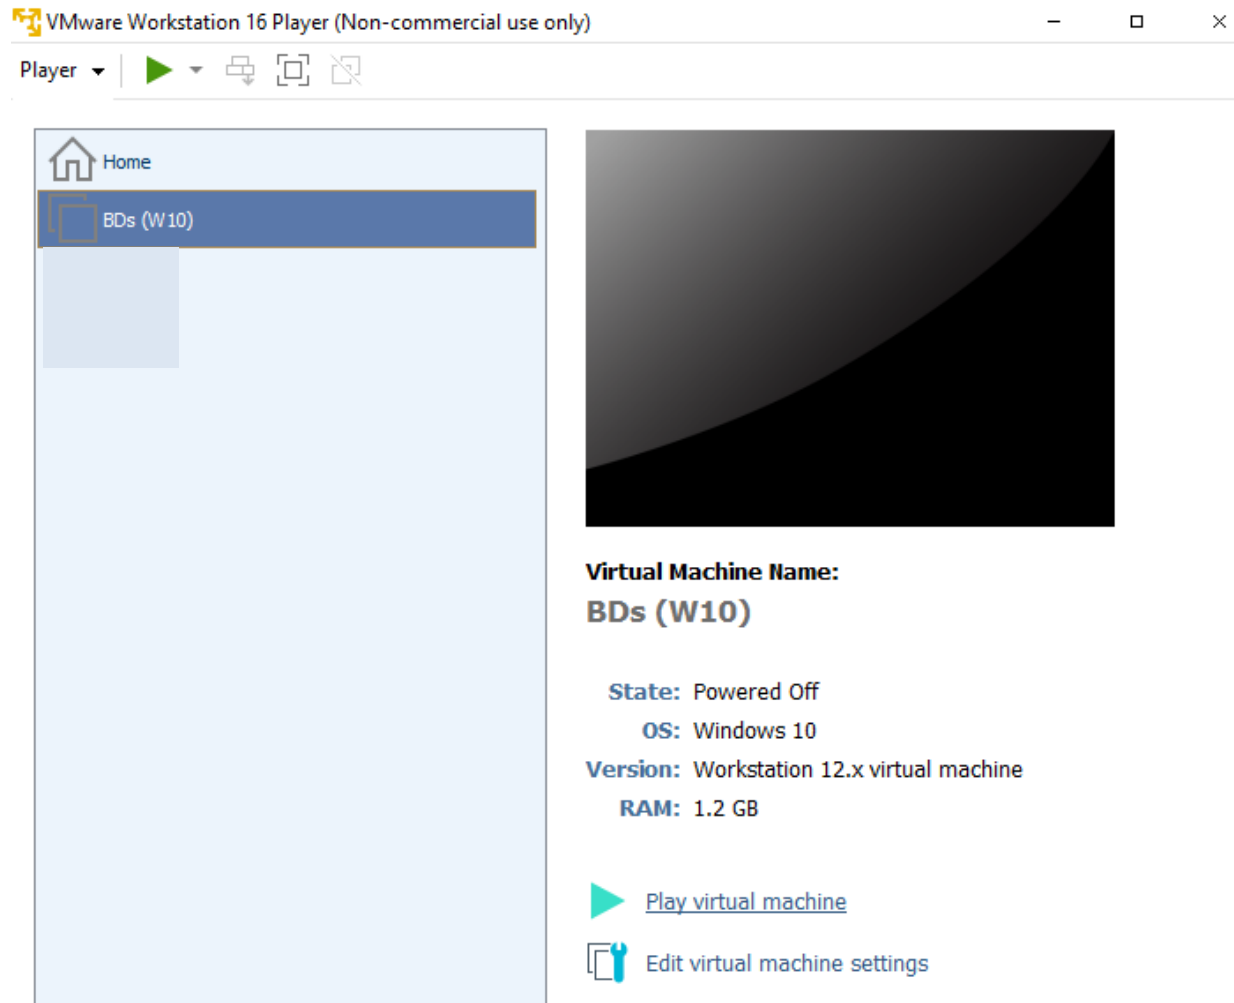 VMware Workstation 16 Player (Non-commercial use only)
Player
Home
BDs (W10)
Virtual Machine Name:
BDs (W10)
State: Powered Off
OS: Windows 10
Version: Workstation 12.x virtual machine
RAM: 1.2 GB
Play virtual machine
Edit virtual machine settings